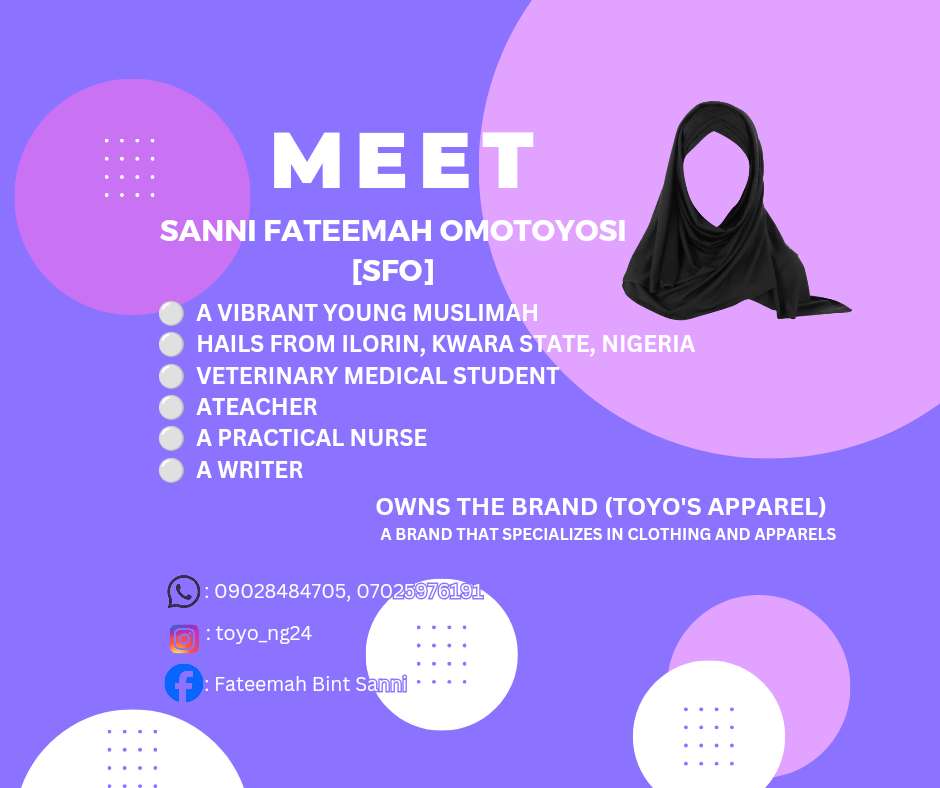 MEET
SANNI FATEEMAH OMOTOYOSI
[SFO]
A VIBRANT YOUNG MUSLIMAH
HAILS FROM ILORIN, KWARA STATE, NIGERIA
VETERINARY MEDICAL STUDENT
ATEACHER
A PRACTICAL NURSE
A WRITER
OWNS THE BRAND (TOYO'S APPAREL)
A BRAND THAT SPECIALIZES IN CLOTHING AND APPARELS
: 09028484705, 07025976191
: toyo_ng24
: Fateemah Bint Sanni